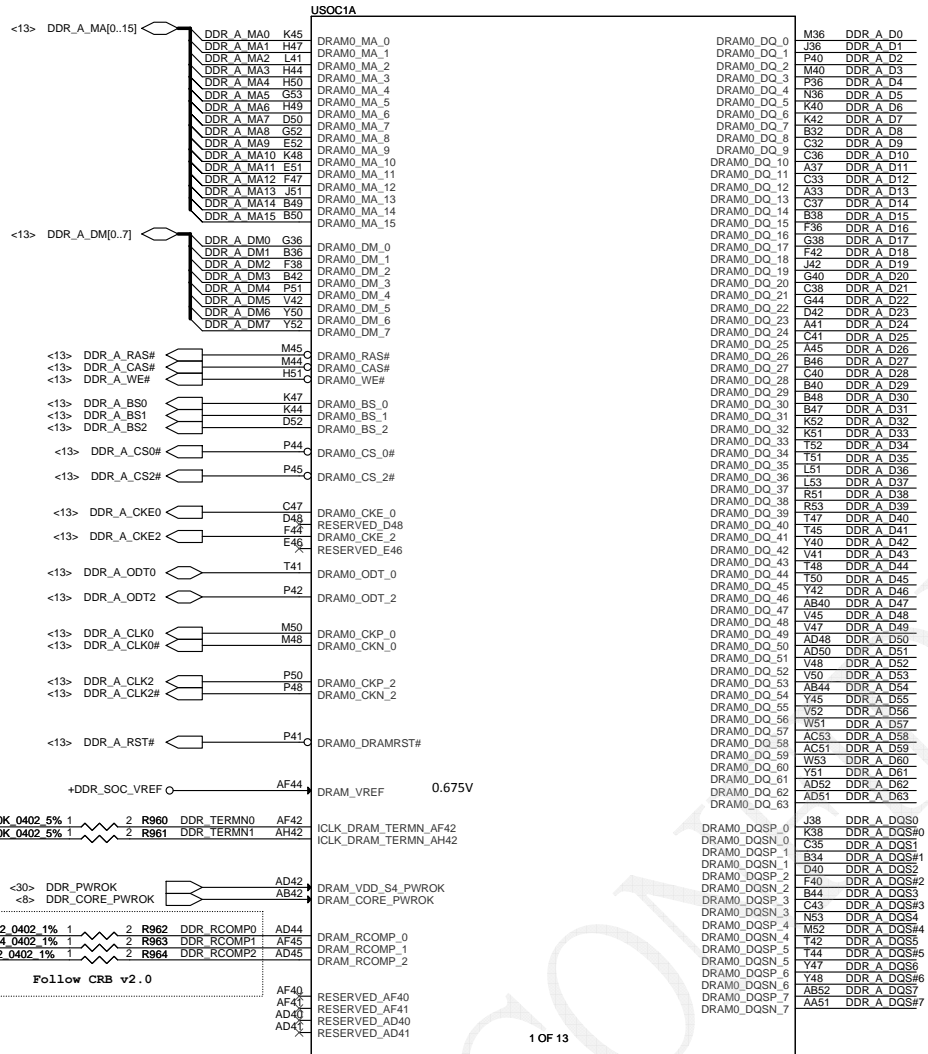 USOC1A
<13> DDR_A_MA[0..15]
DDR_A_MA0 K45 DRAM0_MA_0
DDR_A_MA1 H47 DRAM0_MA_1
DDR_A_MA2 L41 DRAM0_MA_2
DDR_A_MA3 H44 DRAM0_MA_3
DDR_A_MA4 H50 DRAM0_MA_4
DDR_A_MA5 G53 DRAM0_MA_5
DDR_A_MA6 H49 DRAM0_MA_6
DDR_A_MA7 D50 DRAM0_MA_7
DDR_A_MA8 G52 DRAM0_MA_8
DDR_A_MA9 E52 DRAM0_MA_9
DDR_A_MA10 K48 DRAM0_MA_10
DDR_A_MA11 E51 DRAM0_MA_11
DDR_A_MA12 F47 DRAM0_MA_12
DDR_A_MA13 J51 DRAM0_MA_13
DDR_A_MA14 B49 DRAM0_MA_14
DDR_A_MA15 B50 DRAM0_MA_15
<13> DDR_A_DM[0..7]
DDR_A_DM0 G36 DRAM0_DM_0
DDR_A_DM1 B36 DRAM0_DM_1
DDR_A_DM2 F38 DRAM0_DM_2
DDR_A_DM3 B42 DRAM0_DM_3
DDR_A_DM4 P51 DRAM0_DM_4
DDR_A_DM5 V42 DRAM0_DM_5
DDR_A_DM6 Y50 DRAM0_DM_6
DDR_A_DM7 Y52 DRAM0_DM_7
<13> DDR_A_RAS# M45 DRAM0_RAS#
<13> DDR_A_CAS# M44 DRAM0_CAS#
<13> DDR_A_WE# H51 DRAM0_WE#
<13> DDR_A_BS0 K47 DRAM0_BS_0
<13> DDR_A_BS1 K44 DRAM0_BS_1
<13> DDR_A_BS2 D52 DRAM0_BS_2
<13> DDR_A_CS0# P44 DRAM0_CS_0#
<13> DDR_A_CS2# P45 DRAM0_CS_2#
<13> DDR_A_CKE0 C47 DRAM0_CKE_0
D48 RESERVED_D48
<13> DDR_A_CKE2 F44 DRAM0_CKE_2
E46 RESERVED_E46
<13> DDR_A_ODT0 T41 DRAM0_ODT_0
<13> DDR_A_ODT2 P42 DRAM0_ODT_2
<13> DDR_A_CLK0 M50 DRAM0_CKP_0
<13> DDR_A_CLK0# M48 DRAM0_CKN_0
<13> DDR_A_CLK2 P50 DRAM0_CKP_2
<13> DDR_A_CLK2# P48 DRAM0_CKN_2
<13> DDR_A_RST# P41 DRAM0_DRAMRST#
+DDR_SOC_VREF AF44 DRAM_VREF 0.675V
0K_0402_5% 1 2 R960 DDR_TERMN0 AF42 ICLK_DRAM_TERMN_AF42
0K_0402_5% 1 2 R961 DDR_TERMN1 AH42 ICLK_DRAM_TERMN_AH42
<30> DDR_PWROK AD42 DRAM_VDD_S4_PWROK
<8> DDR_CORE_PWROK AB42 DRAM_CORE_PWROK
2_0402_1% 1 2 R962 DDR_RCOMP0 AD44 DRAM_RCOMP_0
4_0402_1% 1 2 R963 DDR_RCOMP1 AF45 DRAM_RCOMP_1
2_0402_1% 1 2 R964 DDR_RCOMP2 AD45 DRAM_RCOMP_2
Follow CRB v2.0
AF40 RESERVED_AF40
AF41 RESERVED_AF41
AD40 RESERVED_AD40
AD41 RESERVED_AD41
DRAM0_DQ_0 M36 DDR_A_D0
DRAM0_DQ_1 J36 DDR_A_D1
DRAM0_DQ_2 P40 DDR_A_D2
DRAM0_DQ_3 M40 DDR_A_D3
DRAM0_DQ_4 P36 DDR_A_D4
DRAM0_DQ_5 N36 DDR_A_D5
DRAM0_DQ_6 K40 DDR_A_D6
DRAM0_DQ_7 K42 DDR_A_D7
DRAM0_DQ_8 B32 DDR_A_D8
DRAM0_DQ_9 C32 DDR_A_D9
DRAM0_DQ_10 C36 DDR_A_D10
DRAM0_DQ_11 A37 DDR_A_D11
DRAM0_DQ_12 C33 DDR_A_D12
DRAM0_DQ_13 A33 DDR_A_D13
DRAM0_DQ_14 C37 DDR_A_D14
DRAM0_DQ_15 B38 DDR_A_D15
DRAM0_DQ_16 F36 DDR_A_D16
DRAM0_DQ_17 G38 DDR_A_D17
DRAM0_DQ_18 F42 DDR_A_D18
DRAM0_DQ_19 J42 DDR_A_D19
DRAM0_DQ_20 G40 DDR_A_D20
DRAM0_DQ_21 C38 DDR_A_D21
DRAM0_DQ_22 G44 DDR_A_D22
DRAM0_DQ_23 D42 DDR_A_D23
DRAM0_DQ_24 A41 DDR_A_D24
DRAM0_DQ_25 C41 DDR_A_D25
DRAM0_DQ_26 A45 DDR_A_D26
DRAM0_DQ_27 B46 DDR_A_D27
DRAM0_DQ_28 C40 DDR_A_D28
DRAM0_DQ_29 B40 DDR_A_D29
DRAM0_DQ_30 B48 DDR_A_D30
DRAM0_DQ_31 B47 DDR_A_D31
DRAM0_DQ_32 K52 DDR_A_D32
DRAM0_DQ_33 K51 DDR_A_D33
DRAM0_DQ_34 T52 DDR_A_D34
DRAM0_DQ_35 T51 DDR_A_D35
DRAM0_DQ_36 L51 DDR_A_D36
DRAM0_DQ_37 L53 DDR_A_D37
DRAM0_DQ_38 R51 DDR_A_D38
DRAM0_DQ_39 R53 DDR_A_D39
DRAM0_DQ_40 T47 DDR_A_D40
DRAM0_DQ_41 T45 DDR_A_D41
DRAM0_DQ_42 Y40 DDR_A_D42
DRAM0_DQ_43 V41 DDR_A_D43
DRAM0_DQ_44 T48 DDR_A_D44
DRAM0_DQ_45 T50 DDR_A_D45
DRAM0_DQ_46 Y42 DDR_A_D46
DRAM0_DQ_47 AB40 DDR_A_D47
DRAM0_DQ_48 V45 DDR_A_D48
DRAM0_DQ_49 V47 DDR_A_D49
DRAM0_DQ_50 AD48 DDR_A_D50
DRAM0_DQ_51 AD50 DDR_A_D51
DRAM0_DQ_52 V48 DDR_A_D52
DRAM0_DQ_53 V50 DDR_A_D53
DRAM0_DQ_54 AB44 DDR_A_D54
DRAM0_DQ_55 Y45 DDR_A_D55
DRAM0_DQ_56 V52 DDR_A_D56
DRAM0_DQ_57 W51 DDR_A_D57
DRAM0_DQ_58 AC53 DDR_A_D58
DRAM0_DQ_59 AC51 DDR_A_D59
DRAM0_DQ_60 W53 DDR_A_D60
DRAM0_DQ_61 Y51 DDR_A_D61
DRAM0_DQ_62 AD52 DDR_A_D62
DRAM0_DQ_63 AD51 DDR_A_D63
DRAM0_DQSP_0 J38 DDR_A_DQS0
DRAM0_DQSN_0 K38 DDR_A_DQS#0
DRAM0_DQSP_1 C35 DDR_A_DQS1
DRAM0_DQSN_1 B34 DDR_A_DQS#1
DRAM0_DQSP_2 D40 DDR_A_DQS2
DRAM0_DQSN_2 F40 DDR_A_DQS#2
DRAM0_DQSP_3 B44 DDR_A_DQS3
DRAM0_DQSN_3 C43 DDR_A_DQS#3
DRAM0_DQSP_4 N53 DDR_A_DQS4
DRAM0_DQSN_4 M52 DDR_A_DQS#4
DRAM0_DQSP_5 T42 DDR_A_DQS5
DRAM0_DQSN_5 T44 DDR_A_DQS#5
DRAM0_DQSP_6 Y47 DDR_A_DQS6
DRAM0_DQSN_6 Y48 DDR_A_DQS#6
DRAM0_DQSP_7 AB52 DDR_A_DQS7
DRAM0_DQSN_7 AA51 DDR_A_DQS#7
1 OF 13